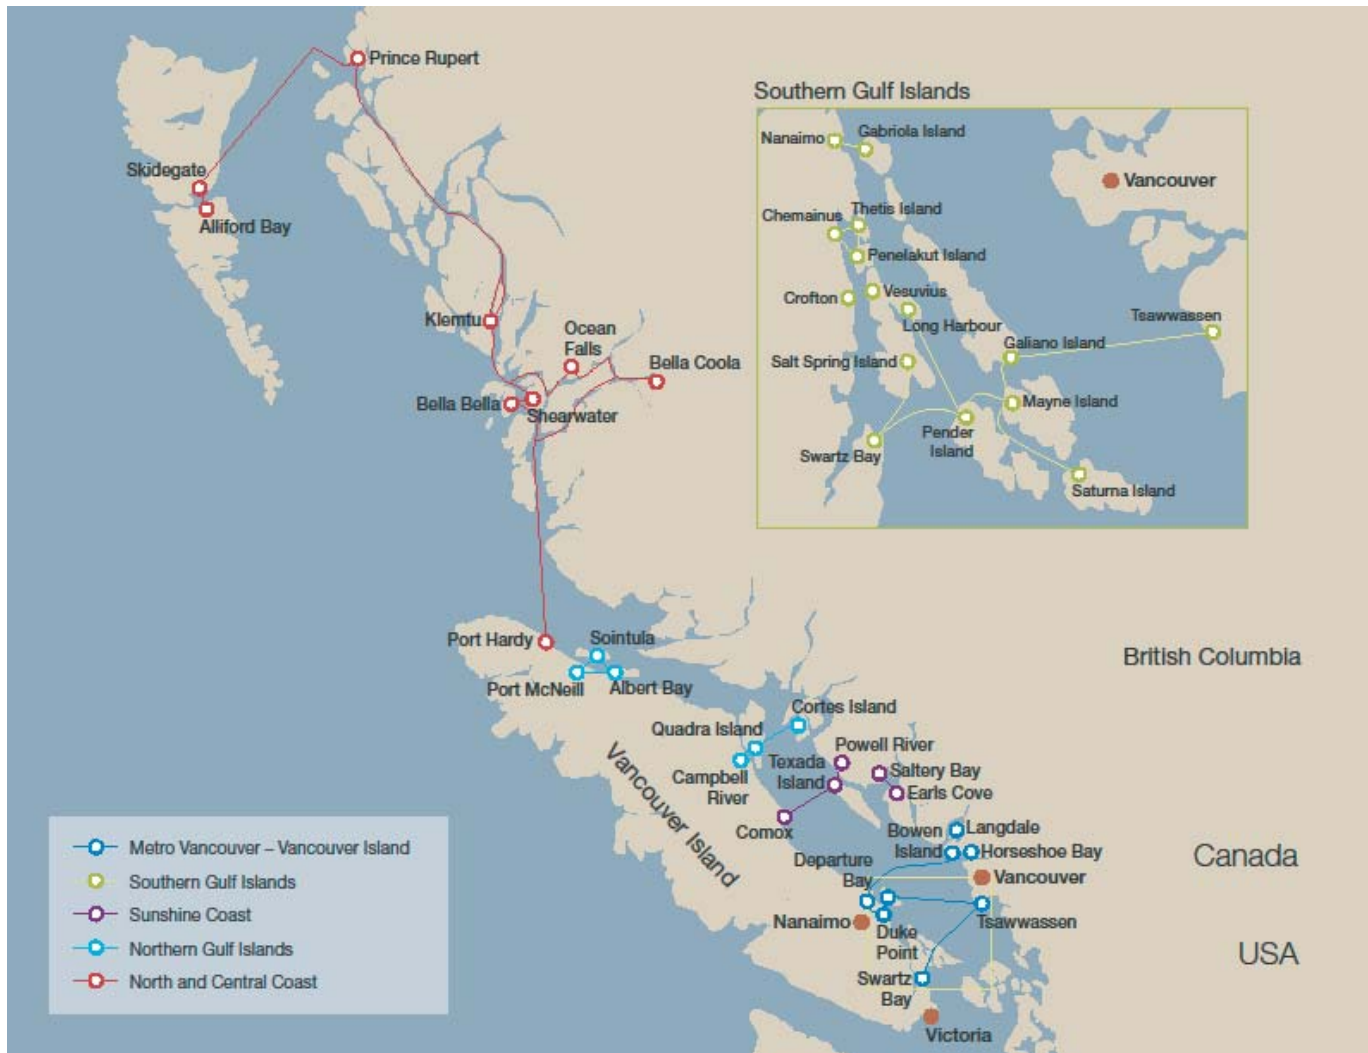 Prince Rupert
Skidegate
Alliford Bay
Klemtu
Ocean
Falls
Bella Coola
Bella Bella
Shearwater
Southern Gulf Islands
Nanaimo
Gabriola Island
Vancouver
Chemainus
Thetis Island
Penelakut Island
Crofton
Vesuvius
Long Harbour
Tsawwassen
Galiano Island
Salt Spring Island
Mayne Island
Pender
Island
Swartz Bay
Saturna Island
Port Hardy
Sointula
Port McNeill
Albert Bay
British Columbia
Vancouver Island
Quadra Island
Cortes Island
Campbell
River
Powell River
Texada
Island
Saltery Bay
Earls Cove
Comox
Bowen
Island
Langdale
Horseshoe Bay
Departure
Bay
Vancouver
Nanaimo
Duke
Point
Tsawwassen
Swartz
Bay
Victoria
Canada
USA
Metro Vancouver – Vancouver Island
Southern Gulf Islands
Sunshine Coast
Northern Gulf Islands
North and Central Coast